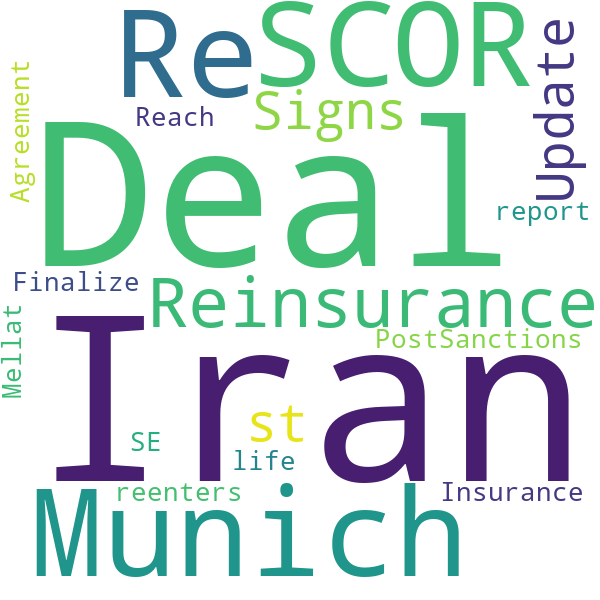 Re
SCOR
Update
Reach
Signs
Agreement
Deal
report
Finalize
Reinsurance
Mellat
PostSanctions
Iran
st
SE
life
reenters
Insurance
Munich